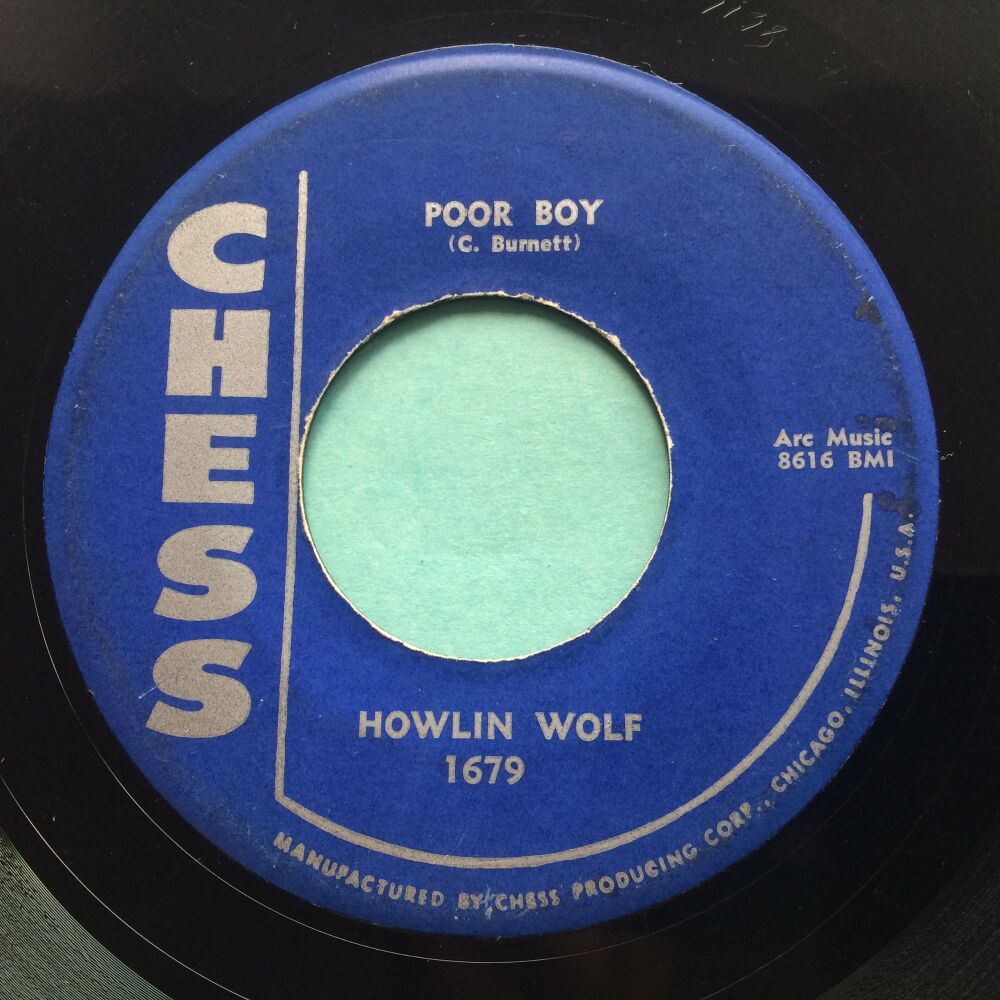 CHESS
POOR BOY
(C. Burnett)
Arc Music
8616 BMI
HOWLIN WOLF
1679
MANUFACTURED BY CHESS PRODUCING CORP., CHICAGO, ILLINOIS, U.S.A.